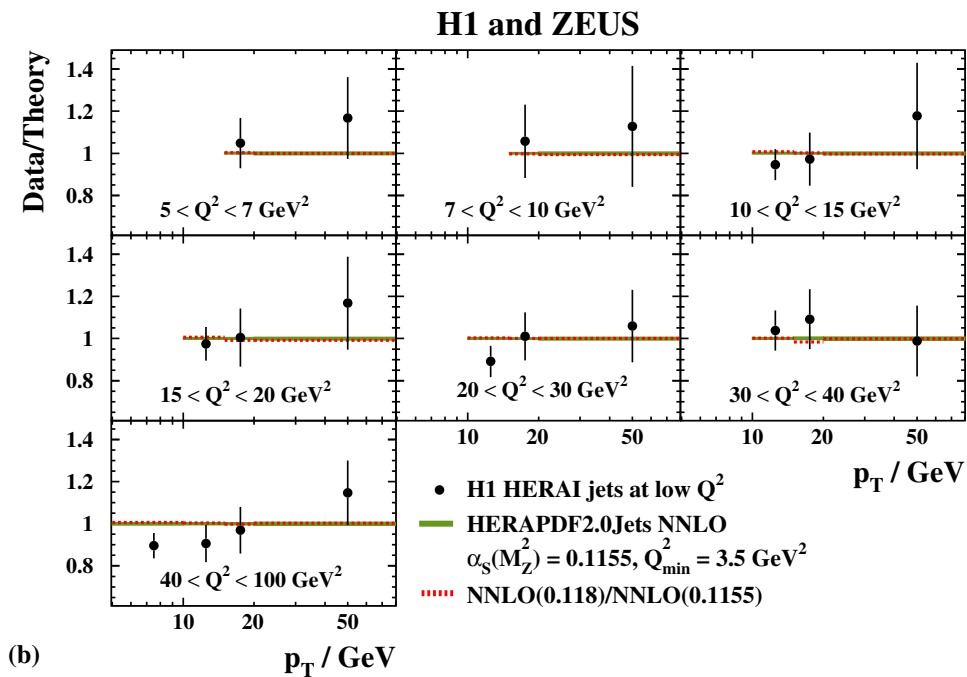 H1 and ZEUS
Data/Theory
1.4
1.2
1
0.8
5 < Q² < 7 GeV²
7 < Q² < 10 GeV²
10 < Q² < 15 GeV²
1.4
1.2
1
0.8
15 < Q² < 20 GeV²
20 < Q² < 30 GeV²
30 < Q² < 40 GeV²
10 20 50
10 20 50
p_T / GeV
1.4
1.2
1
0.8
40 < Q² < 100 GeV²
10 20 50
p_T / GeV
H1 HERAI jets at low Q²
HERAPDF2.0Jets NNLO
α_S(M_Z²) = 0.1155, Q²_min = 3.5 GeV²
NNLO(0.118)/NNLO(0.1155)
(b)